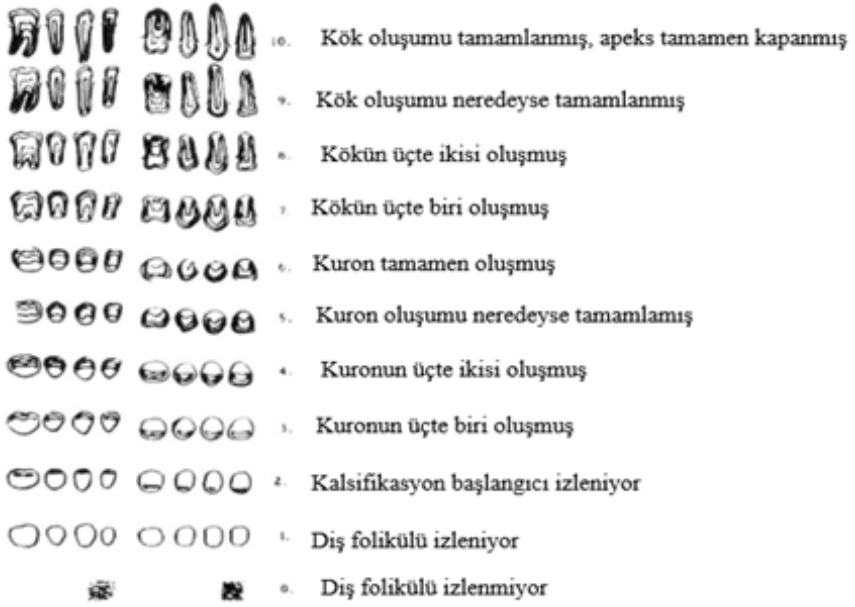 10. Kök oluşumu tamamlanmış, apeks tamamen kapanmış
9. Kök oluşumu neredeyse tamamlanmış
8. Kökün üçte ikisi oluşmuş
7. Kökün üçte biri oluşmuş
6. Kuron tamamen oluşmuş
5. Kuron oluşumu neredeyse tamamlamış
4. Kuronun üçte ikisi oluşmuş
3. Kuronun üçte biri oluşmuş
2. Kalsifikasyon başlangıcı izleniyor
1. Diş folikülü izleniyor
0. Diş folikülü izlenmiyor